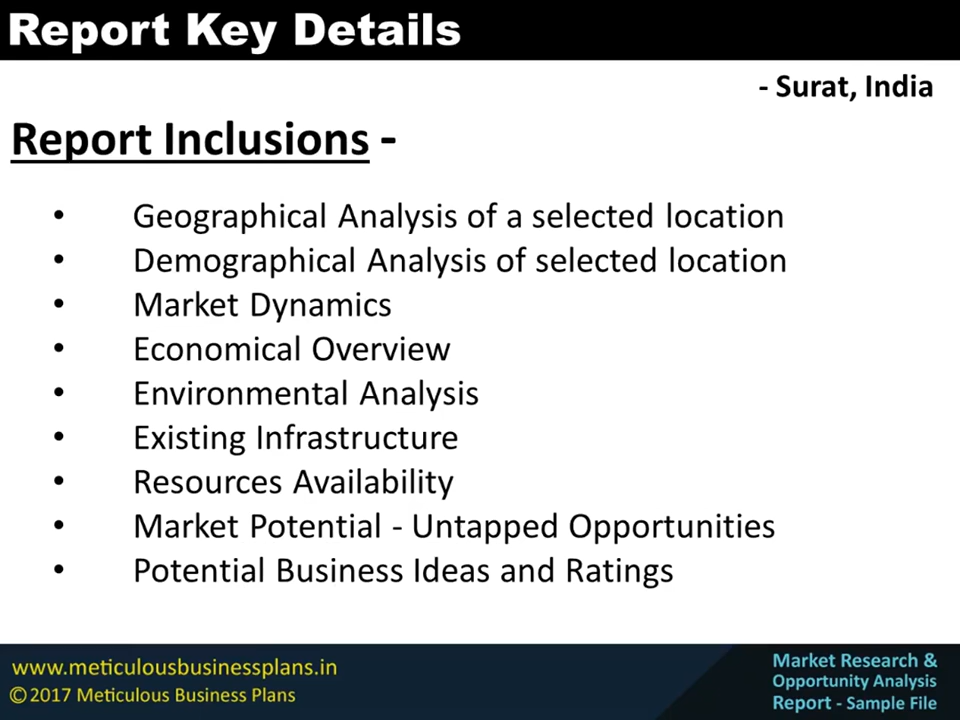 Report Key Details
- Surat, India
Report Inclusions -
• Geographical Analysis of a selected location
• Demographical Analysis of selected location
• Market Dynamics
• Economical Overview
• Environmental Analysis
• Existing Infrastructure
• Resources Availability
• Market Potential - Untapped Opportunities
• Potential Business Ideas and Ratings
www.meticulousbusinessplans.in
©2017 Meticulous Business Plans
Market Research &
Opportunity Analysis
Report - Sample File